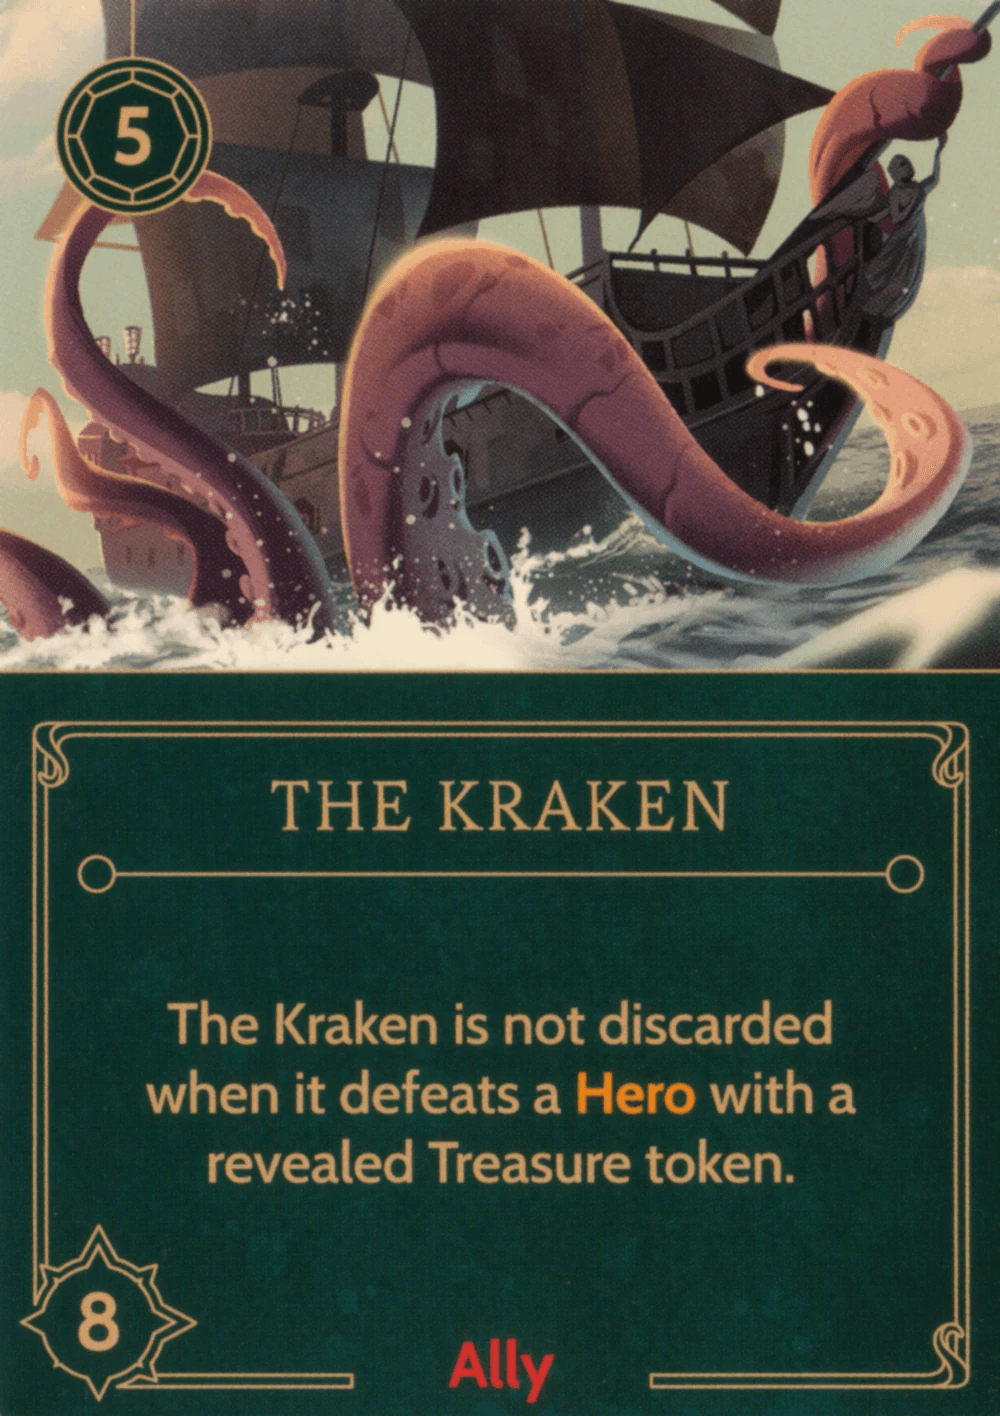 5
THE KRAKEN
The Kraken is not discarded
when it defeats a Hero with a
revealed Treasure token.
8
Ally